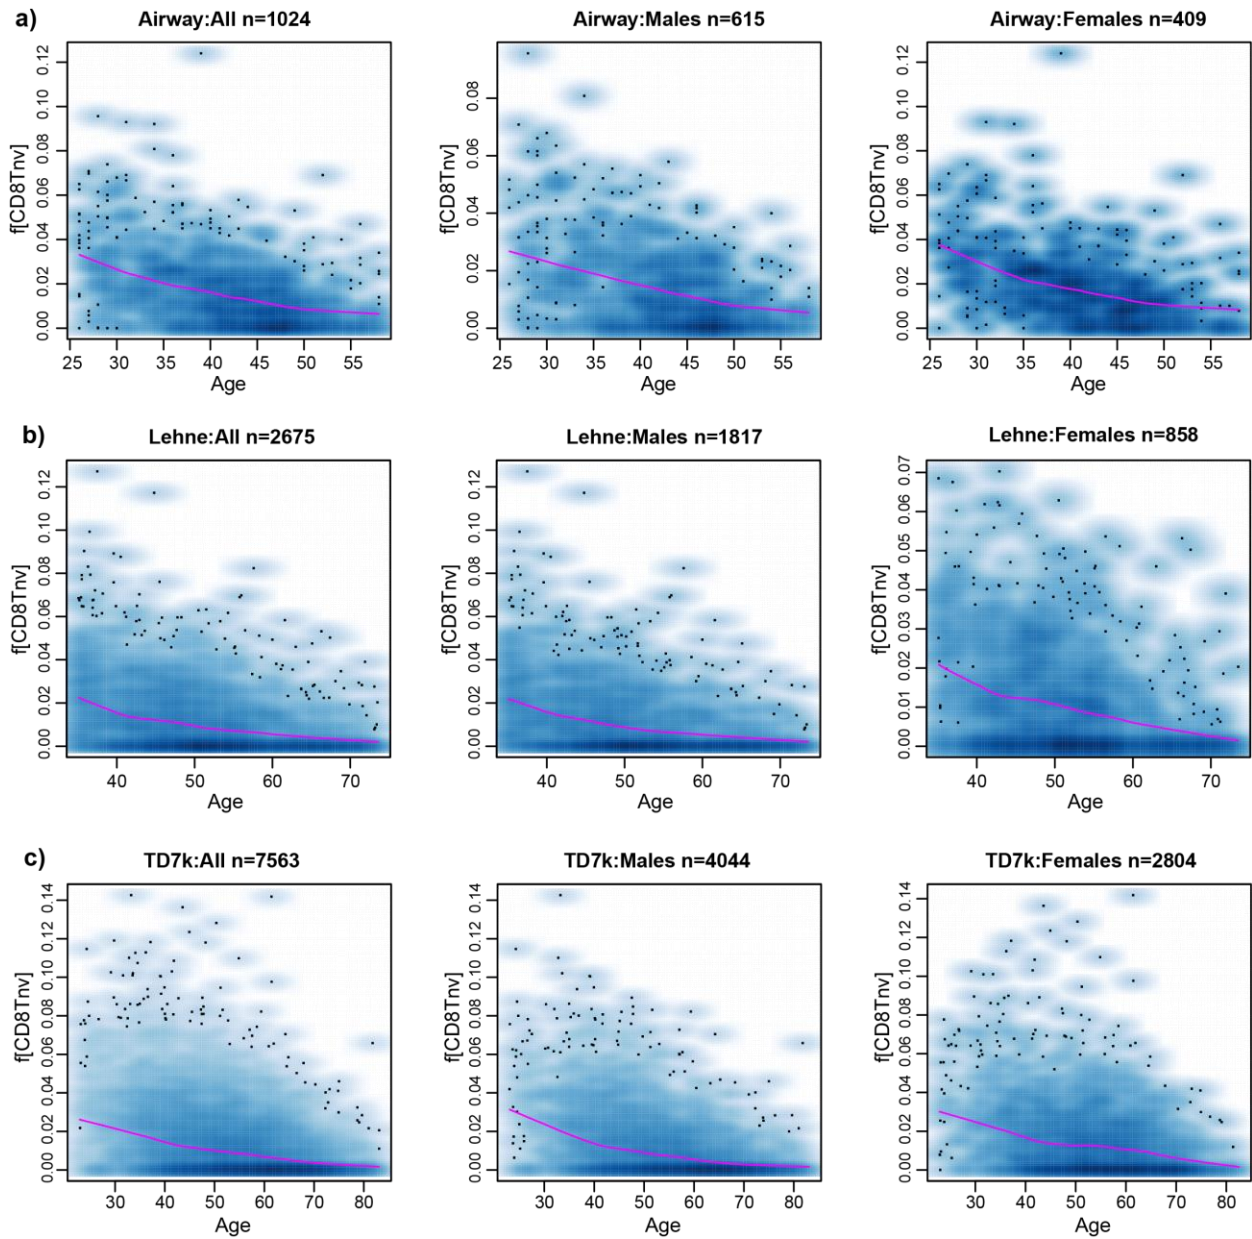 a)
Airway:All n=1024
Airway:Males n=615
Airway:Females n=409
f[CD8Tnv]
0.12
0.10
0.08
0.06
0.04
0.02
0.00
25 30 35 40 45 50 55
Age
f[CD8Tnv]
0.08
0.06
0.04
0.02
0.00
25 30 35 40 45 50 55
Age
f[CD8Tnv]
0.12
0.10
0.08
0.06
0.04
0.02
0.00
25 30 35 40 45 50 55
Age
b)
Lehne:All n=2675
Lehne:Males n=1817
Lehne:Females n=858
f[CD8Tnv]
0.12
0.10
0.08
0.06
0.04
0.02
0.00
40 50 60 70
Age
f[CD8Tnv]
0.12
0.10
0.08
0.06
0.04
0.02
0.00
40 50 60 70
Age
f[CD8Tnv]
0.07
0.06
0.05
0.04
0.03
0.02
0.01
0.00
40 50 60 70
Age
c)
TD7k:All n=7563
TD7k:Males n=4044
TD7k:Females n=2804
f[CD8Tnv]
0.14
0.12
0.10
0.08
0.06
0.04
0.02
0.00
30 40 50 60 70 80
Age
f[CD8Tnv]
0.14
0.12
0.10
0.08
0.06
0.04
0.02
0.00
30 40 50 60 70 80
Age
f[CD8Tnv]
0.14
0.12
0.10
0.08
0.06
0.04
0.02
0.00
30 40 50 60 70 80
Age